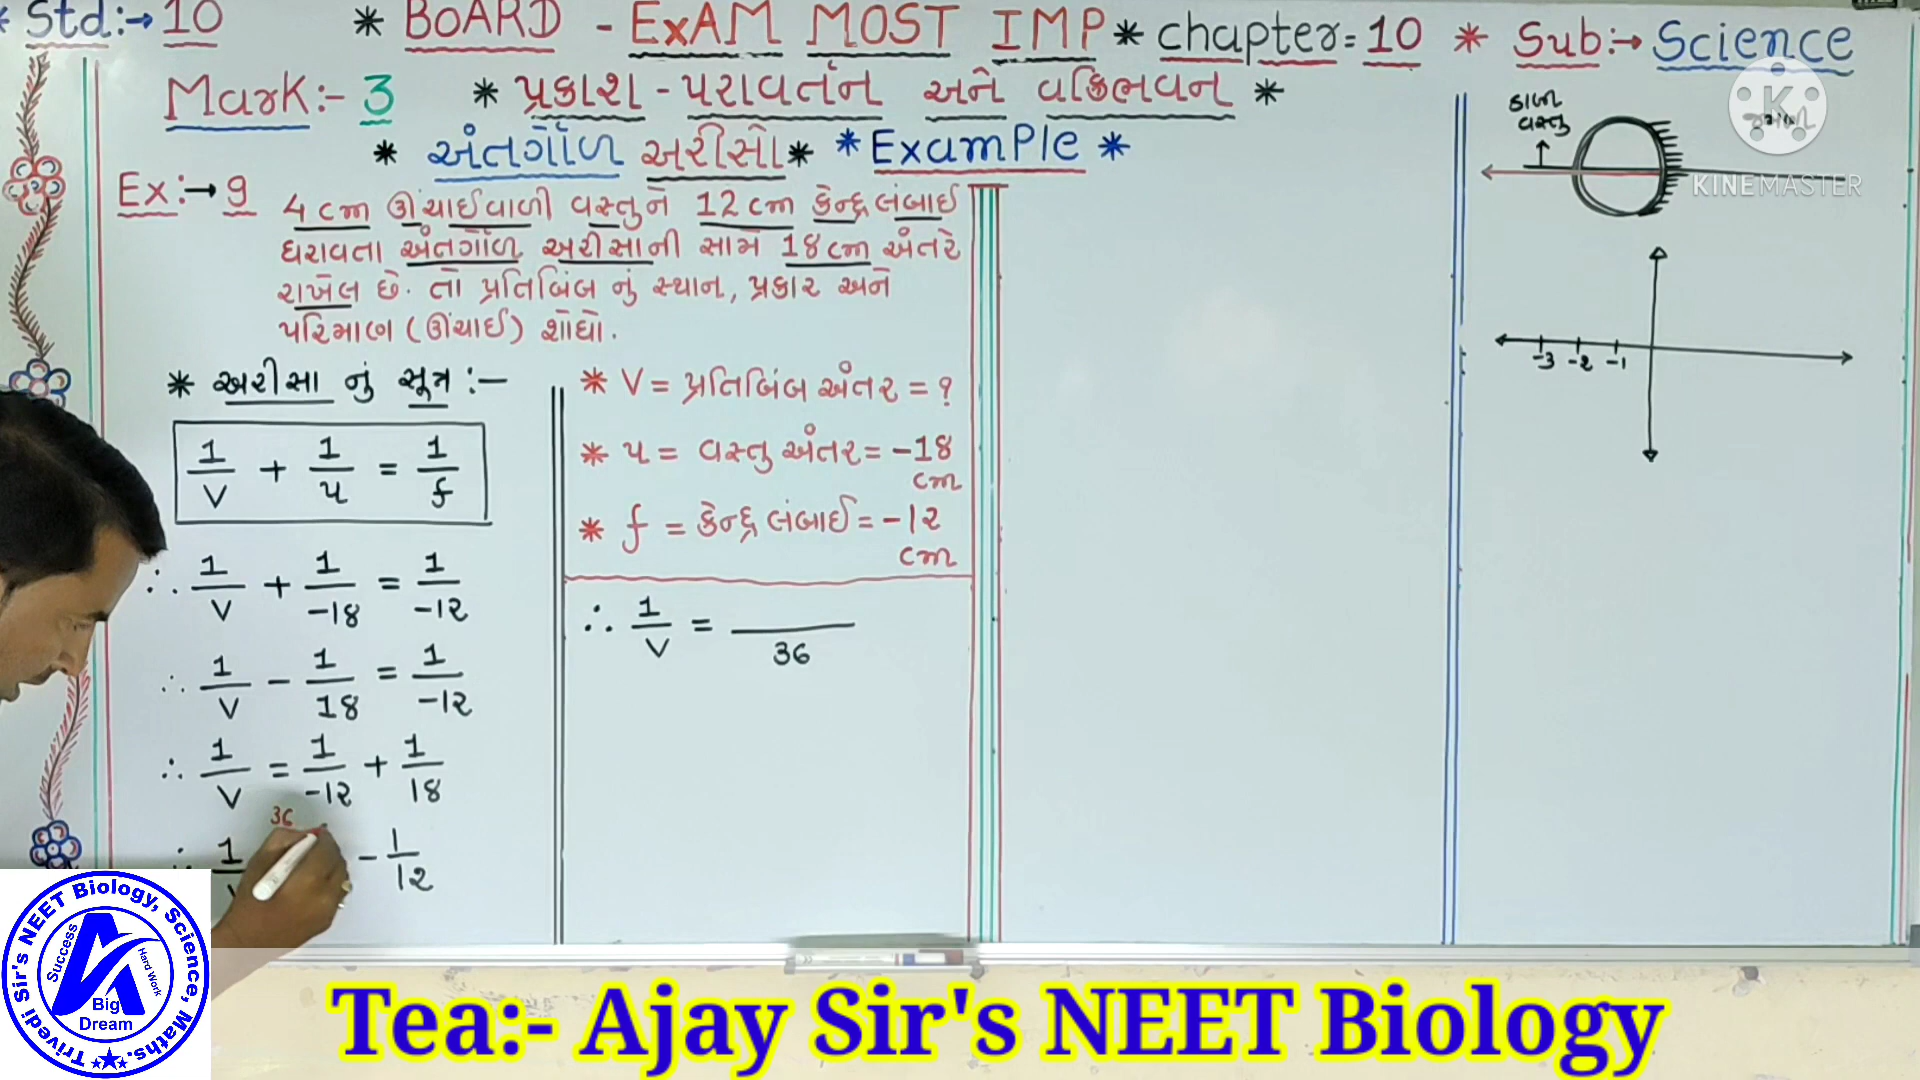 * Std:→ 10 * BOARD - EXAM MOST IMP * chapter = 10 * Sub:→ Science
Mark:- 3 * પ્રકાશ - પરાવર્તન અને વક્રિભવન *
* અંતર્ગોળ અરીસો * * Example *
Ex:→ 9 4 cm ઊંચાઈવાળી વસ્તુને 12 cm કેન્દ્રલંબાઈ
ધરાવતા અંતર્ગોળ અરીસાની સામે 18 cm અંતરે
રાખેલ છે. તો પ્રતિબિંબ નું સ્થાન, પ્રકાર અને
પરિમાણ (ઊંચાઈ) શોધો.
* અરીસા નું સૂત્ર :-
1/v + 1/u = 1/f
∴ 1/v + 1/-18 = 1/-12
∴ 1/v - 1/18 = 1/-12
∴ 1/v = 1/-12 + 1/18
36
∴ 1/v - 1/12
* V = પ્રતિબિંબ અંતર = ?
* u = વસ્તુ અંતર = -18 cm
* f = કેન્દ્રલંબાઈ = -12 cm
∴ 1/v = /36
વસ્તુ
K
KINEMASTER
-3 -2 -1
Trivedi Sir's NEET Biology, Science, Maths.
Success
Hard Work
Big
Dream
Tea:- Ajay Sir's NEET Biology